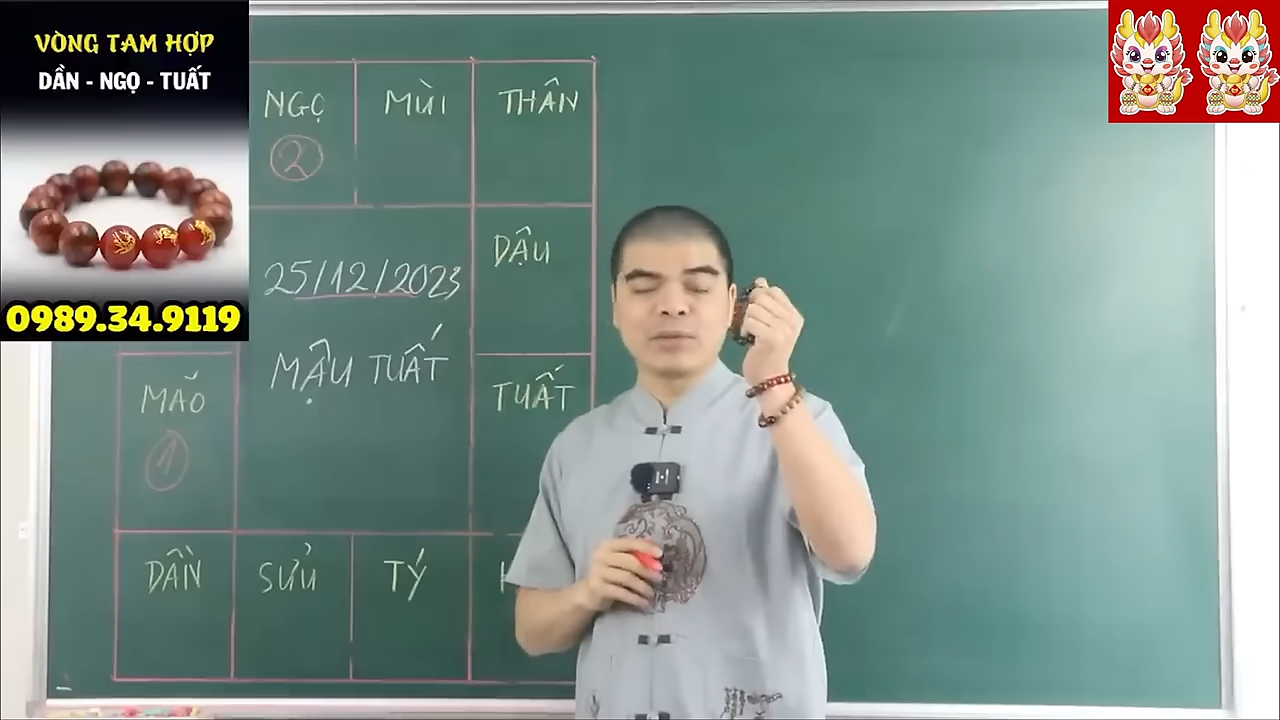 VÒNG TAM HỢP
DẦN - NGỌ - TUẤT
0989.34.9119
NGỌ
MÙI
THÂN
2
DẬU
25/12/2023
MẬU TUẤT
MÃO
TUẤT
1
DẦN
SỬU
TÝ